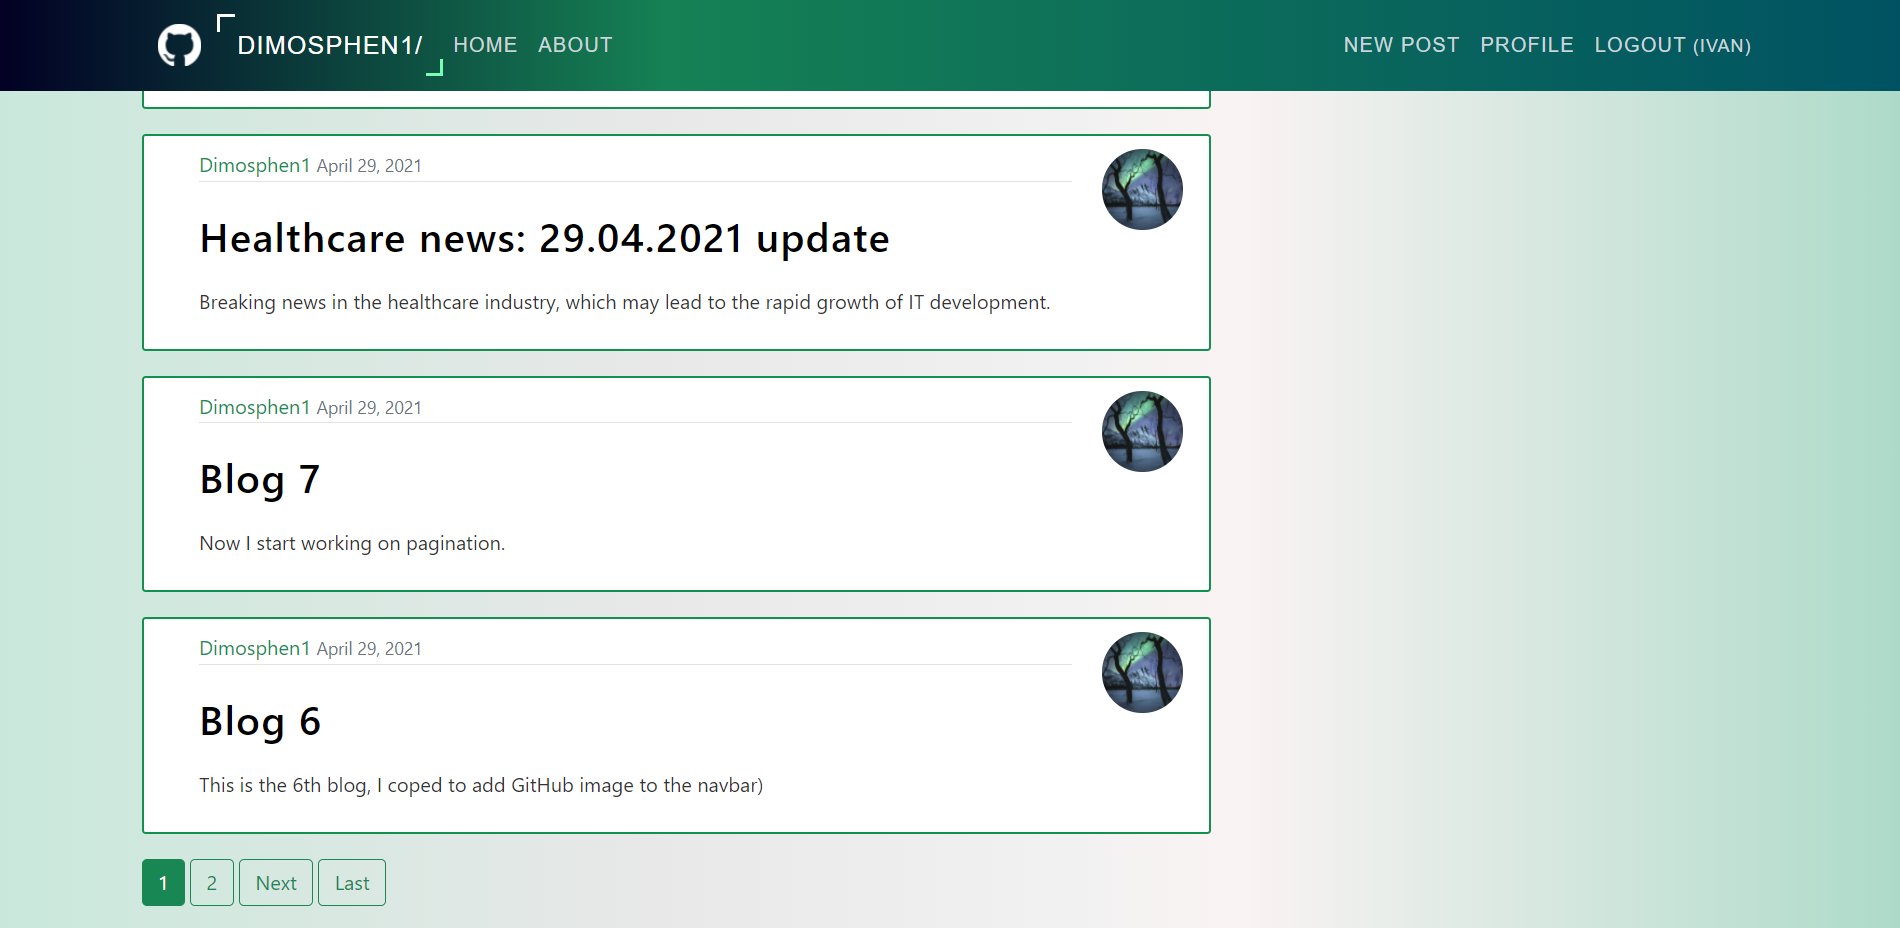 DIMOSPHEN1/ HOME ABOUT NEW POST PROFILE LOGOUT (IVAN)
Dimosphen1 April 29, 2021
Healthcare news: 29.04.2021 update
Breaking news in the healthcare industry, which may lead to the rapid growth of IT development.
Dimosphen1 April 29, 2021
Blog 7
Now I start working on pagination.
Dimosphen1 April 29, 2021
Blog 6
This is the 6th blog, I coped to add GitHub image to the navbar)
1 2 Next Last